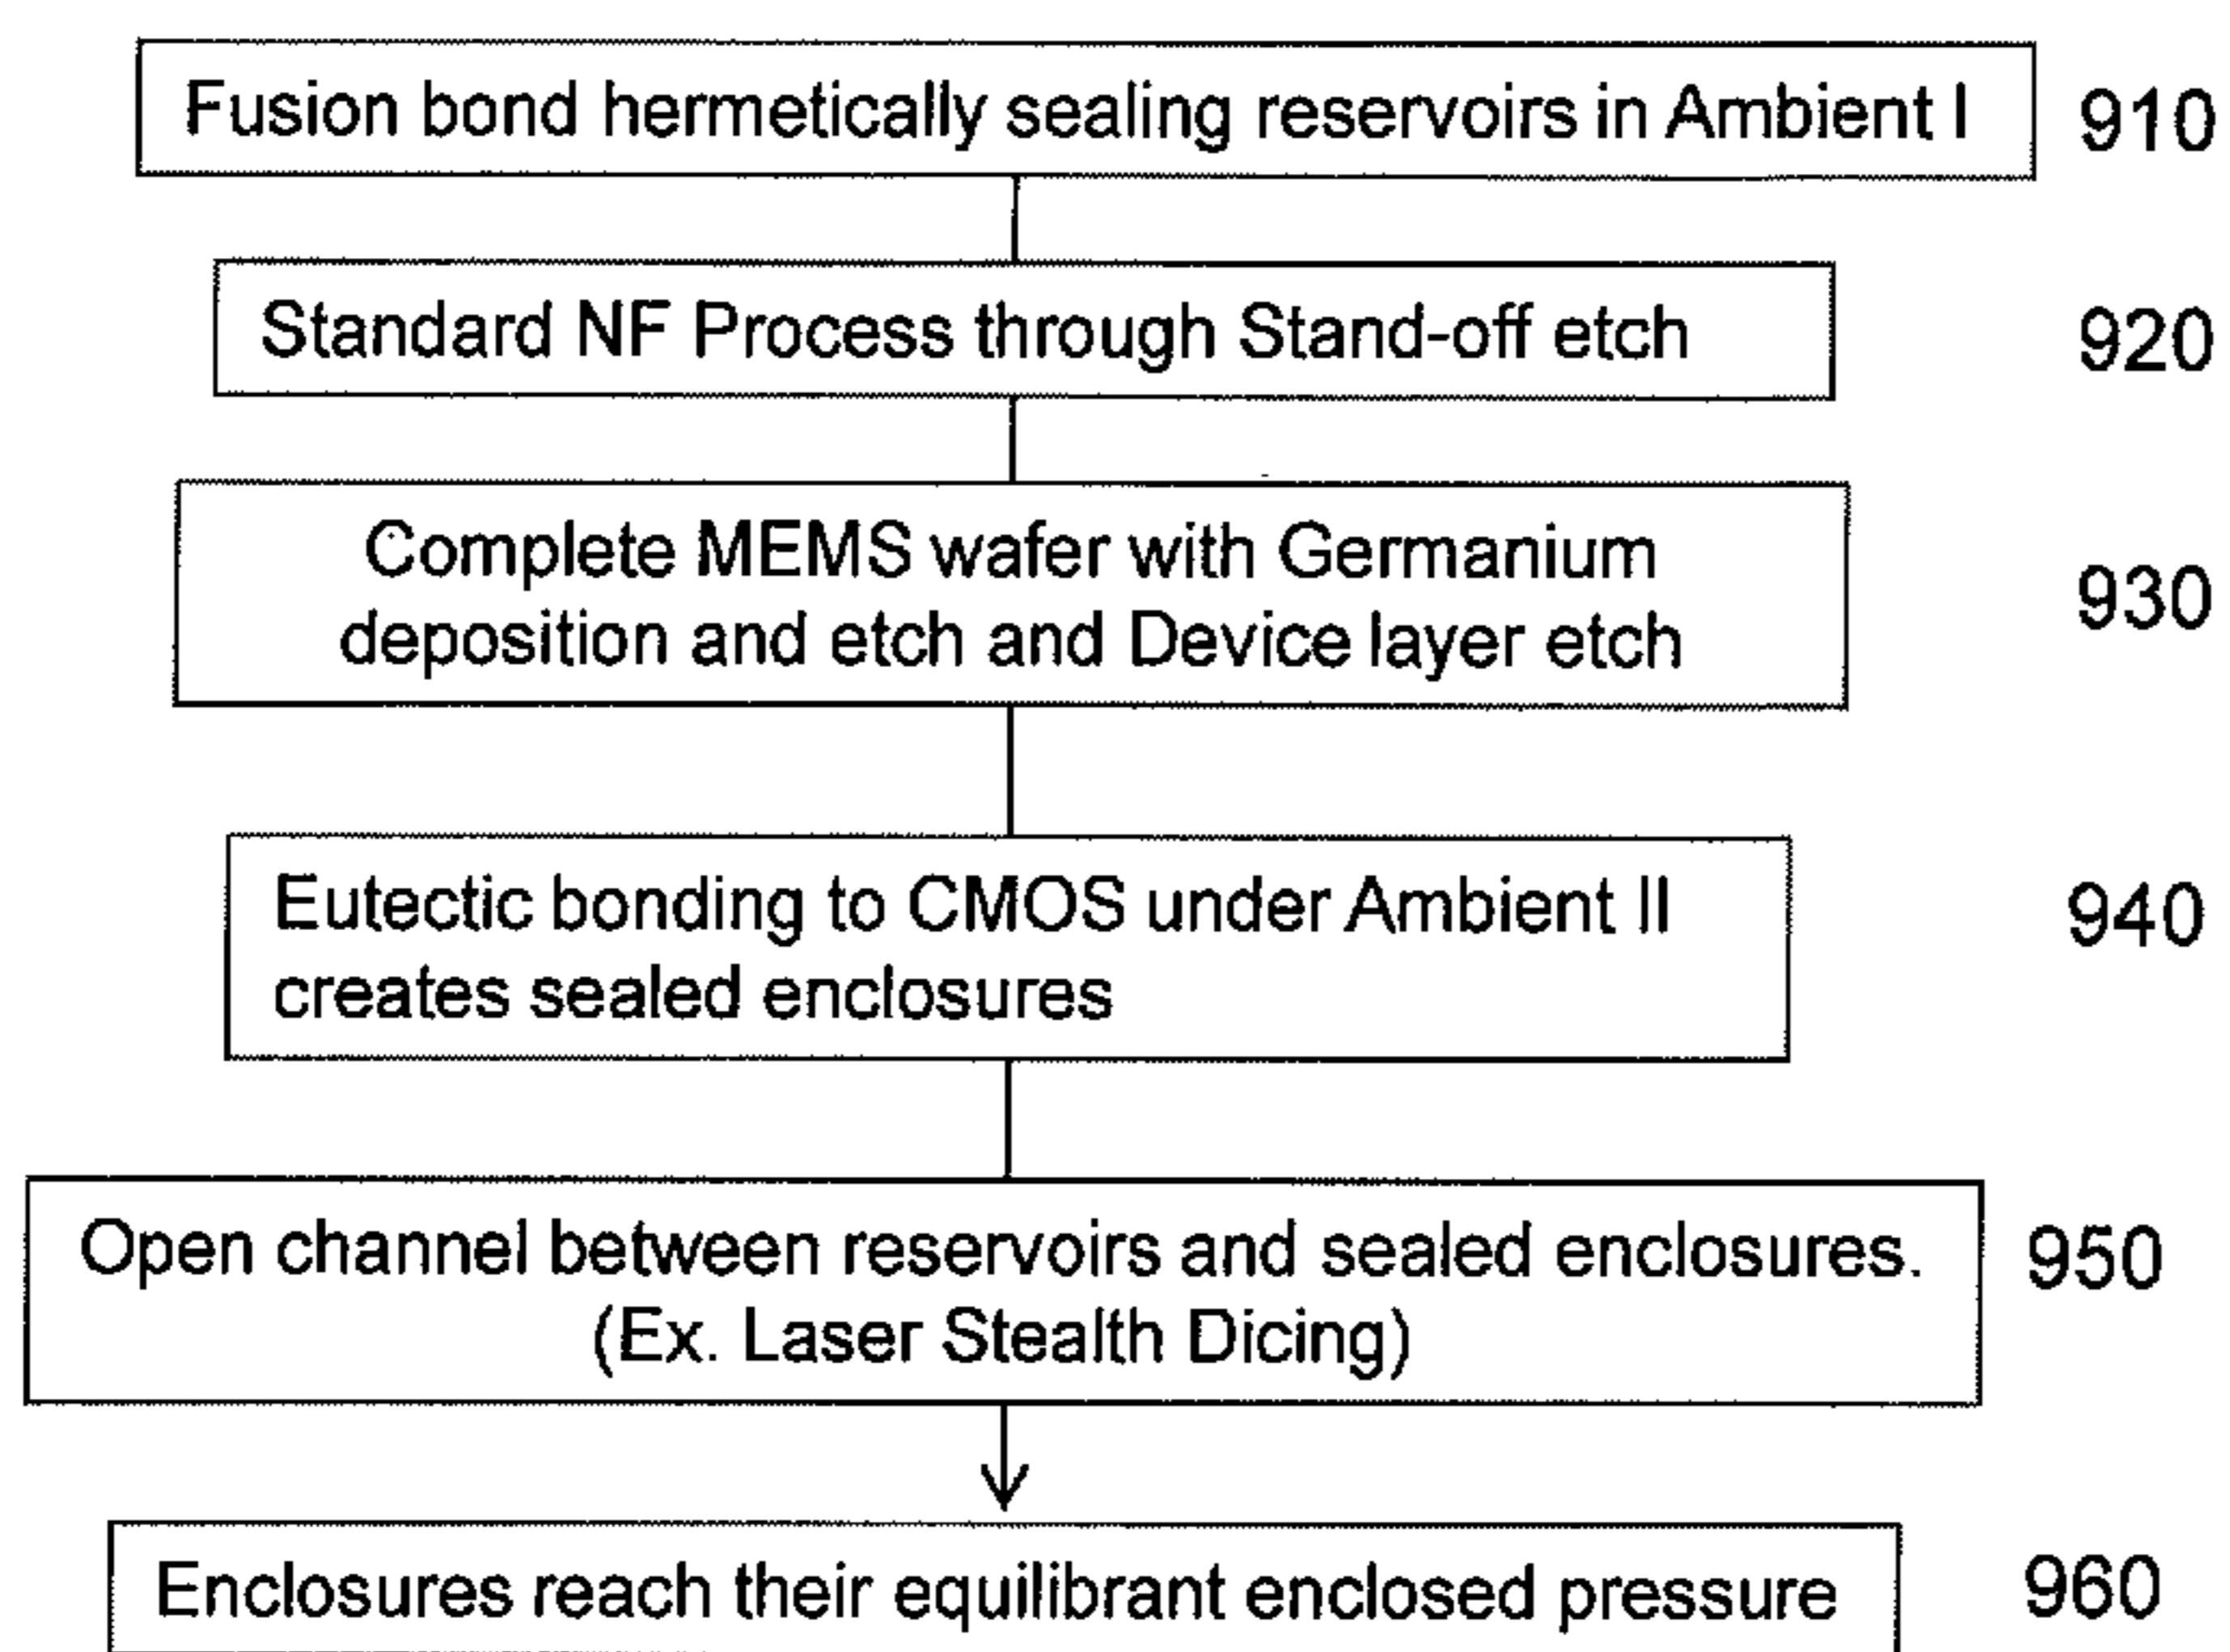 Fusion bond hermetically sealing reservoirs in Ambient I 910
Standard NF Process through Stand-off etch 920
Complete MEMS wafer with Germanium
deposition and etch and Device layer etch 930
Eutectic bonding to CMOS under Ambient II 940
creates sealed enclosures
Open channel between reservoirs and sealed enclosures. 950
(Ex. Laser Stealth Dicing)
Enclosures reach their equilibrant enclosed pressure 960